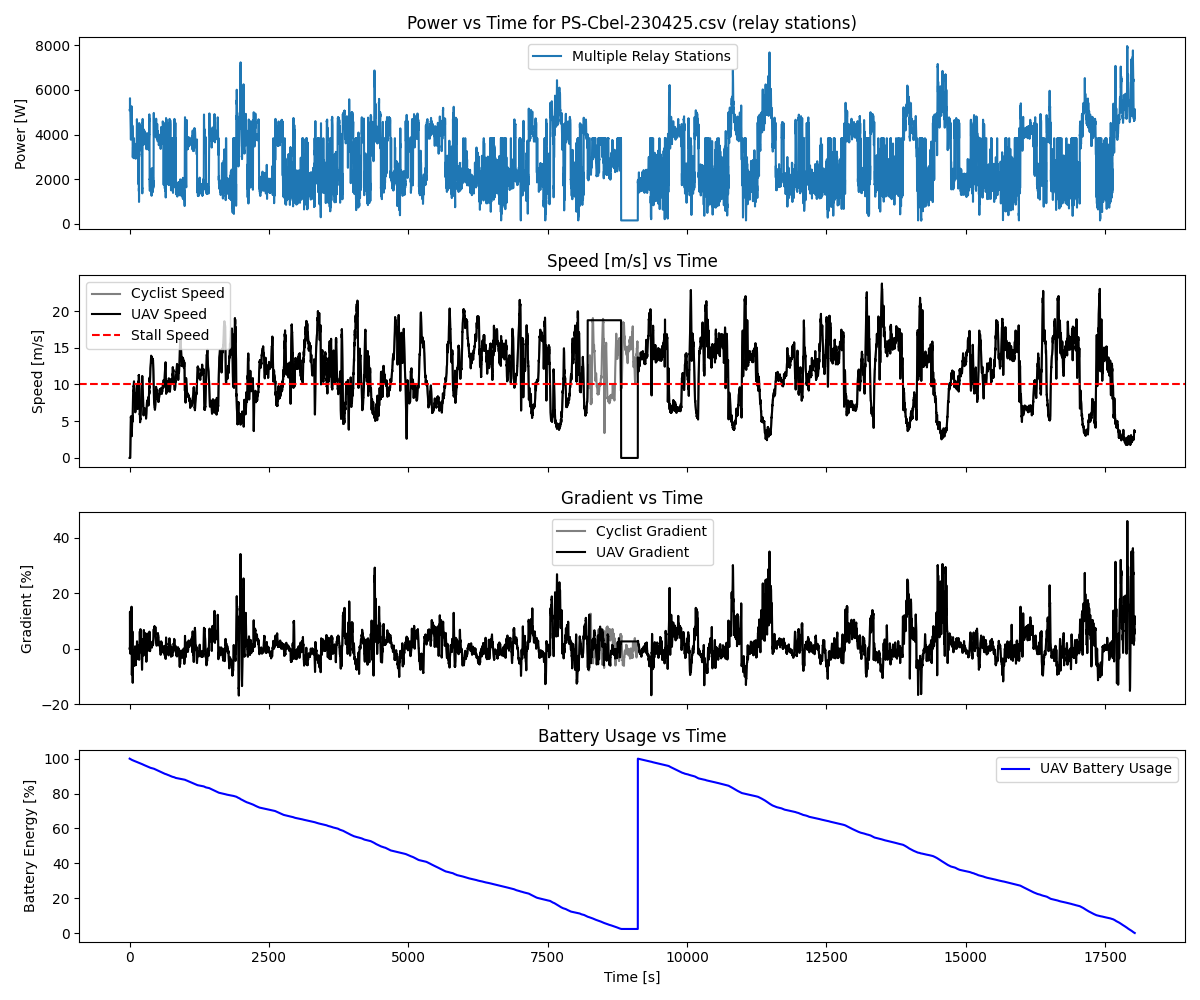 Power vs Time for PS-Cbel-230425.csv (relay stations)
Power [W]
8000
6000
4000
2000
0
Multiple Relay Stations
Speed [m/s] vs Time
Speed [m/s]
20
15
10
5
0
Cyclist Speed
UAV Speed
Stall Speed
Gradient vs Time
Gradient [%]
40
20
0
−20
Cyclist Gradient
UAV Gradient
Battery Usage vs Time
Battery Energy [%]
100
80
60
40
20
0
UAV Battery Usage
0 2500 5000 7500 10000 12500 15000 17500
Time [s]